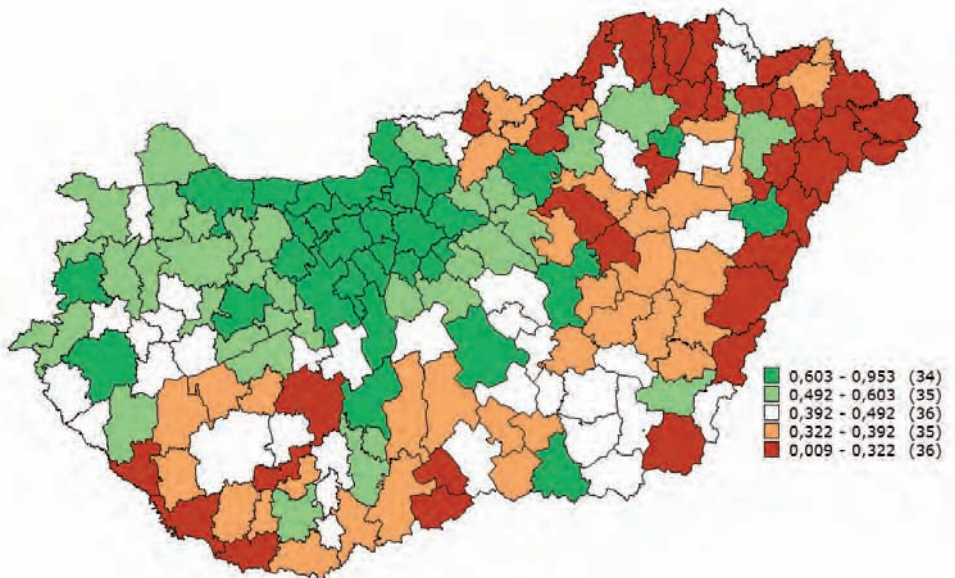 0,603 - 0,953 (34)
0,492 - 0,603 (35)
0,392 - 0,492 (36)
0,322 - 0,392 (35)
0,009 - 0,322 (36)